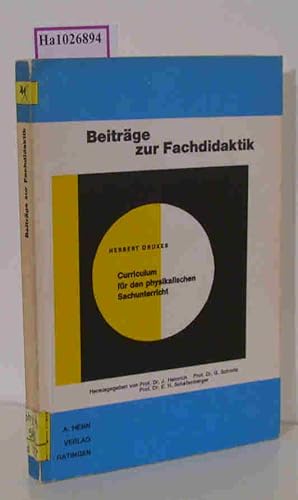 Ha1026894
Beiträge
zur Fachdidaktik
HERBERT DRUXES
Curriculum
für den physikalischen
Sachunterricht
Herausgegeben von Prof. Dr. J. Heinrich Prof. Dr. G. Schmitz
Prof. Dr. E. H. Schallenberger
A. HENN
VERLAG
RATINGEN
Beiträge zur Fachdidaktik